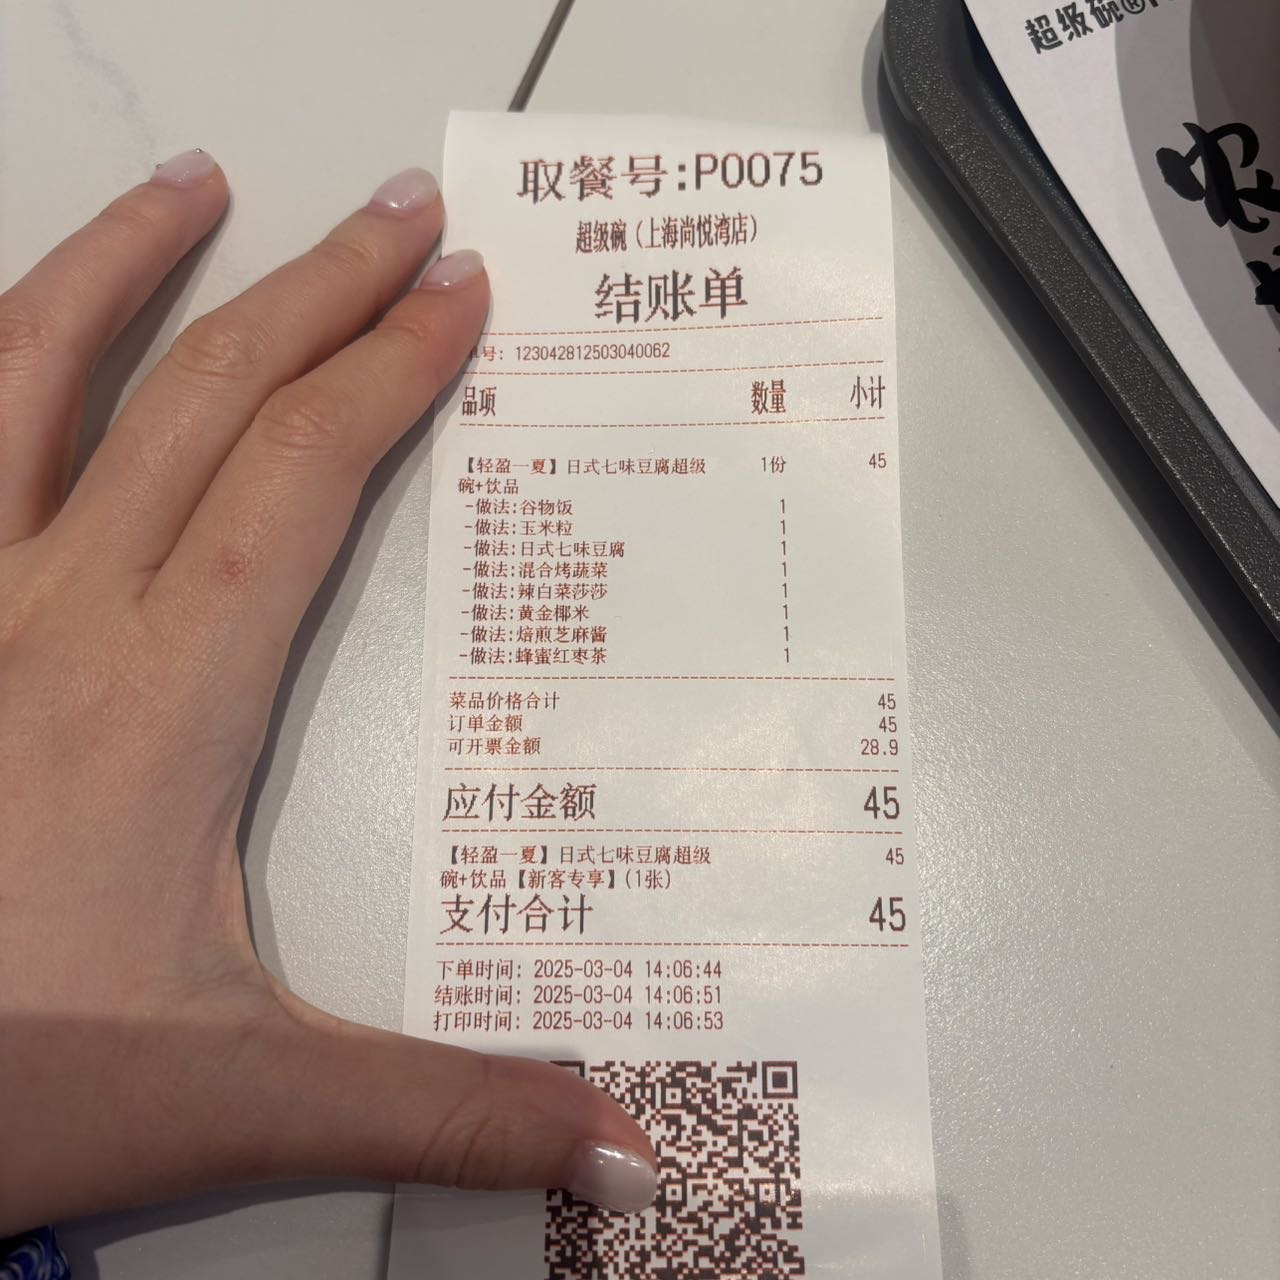 超级碗®
农
取餐号:P0075
超级碗（上海尚悦湾店）
结账单
单号: 123042812503040062
品项 数量 小计
【轻盈一夏】日式七味豆腐超级 1份 45
碗+饮品
-做法:谷物饭 1
-做法:玉米粒 1
-做法:日式七味豆腐 1
-做法:混合烤蔬菜 1
-做法:辣白菜莎莎 1
-做法:黄金椰米 1
-做法:焙煎芝麻酱 1
-做法:蜂蜜红枣茶 1
菜品价格合计 45
订单金额 45
可开票金额 28.9
应付金额 45
【轻盈一夏】日式七味豆腐超级 45
碗+饮品【新客专享】(1张)
支付合计 45
下单时间: 2025-03-04 14:06:44
结账时间: 2025-03-04 14:06:51
打印时间: 2025-03-04 14:06:53